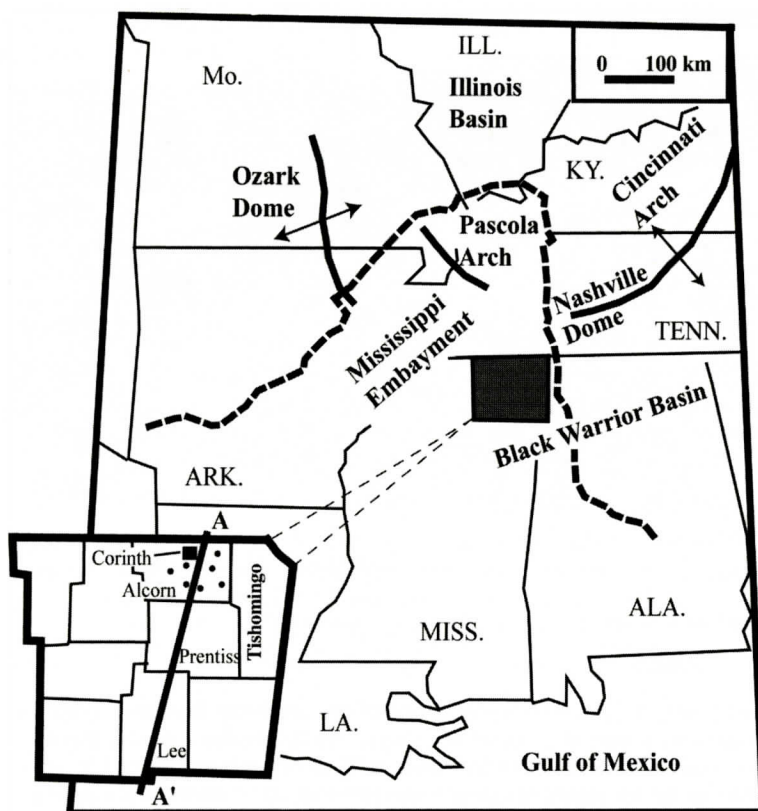 ILL.
Mo.
0 100 km
Illinois
Basin
KY.
Cincinnati
Arch
Ozark
Dome
Pascola
Arch
Nashville
Dome
TENN.
Mississippi
Embayment
Black Warrior Basin
ARK.
A
Corinth
Alcorn
Tishomingo
Prentiss
MISS.
ALA.
LA.
Lee
Gulf of Mexico
A'